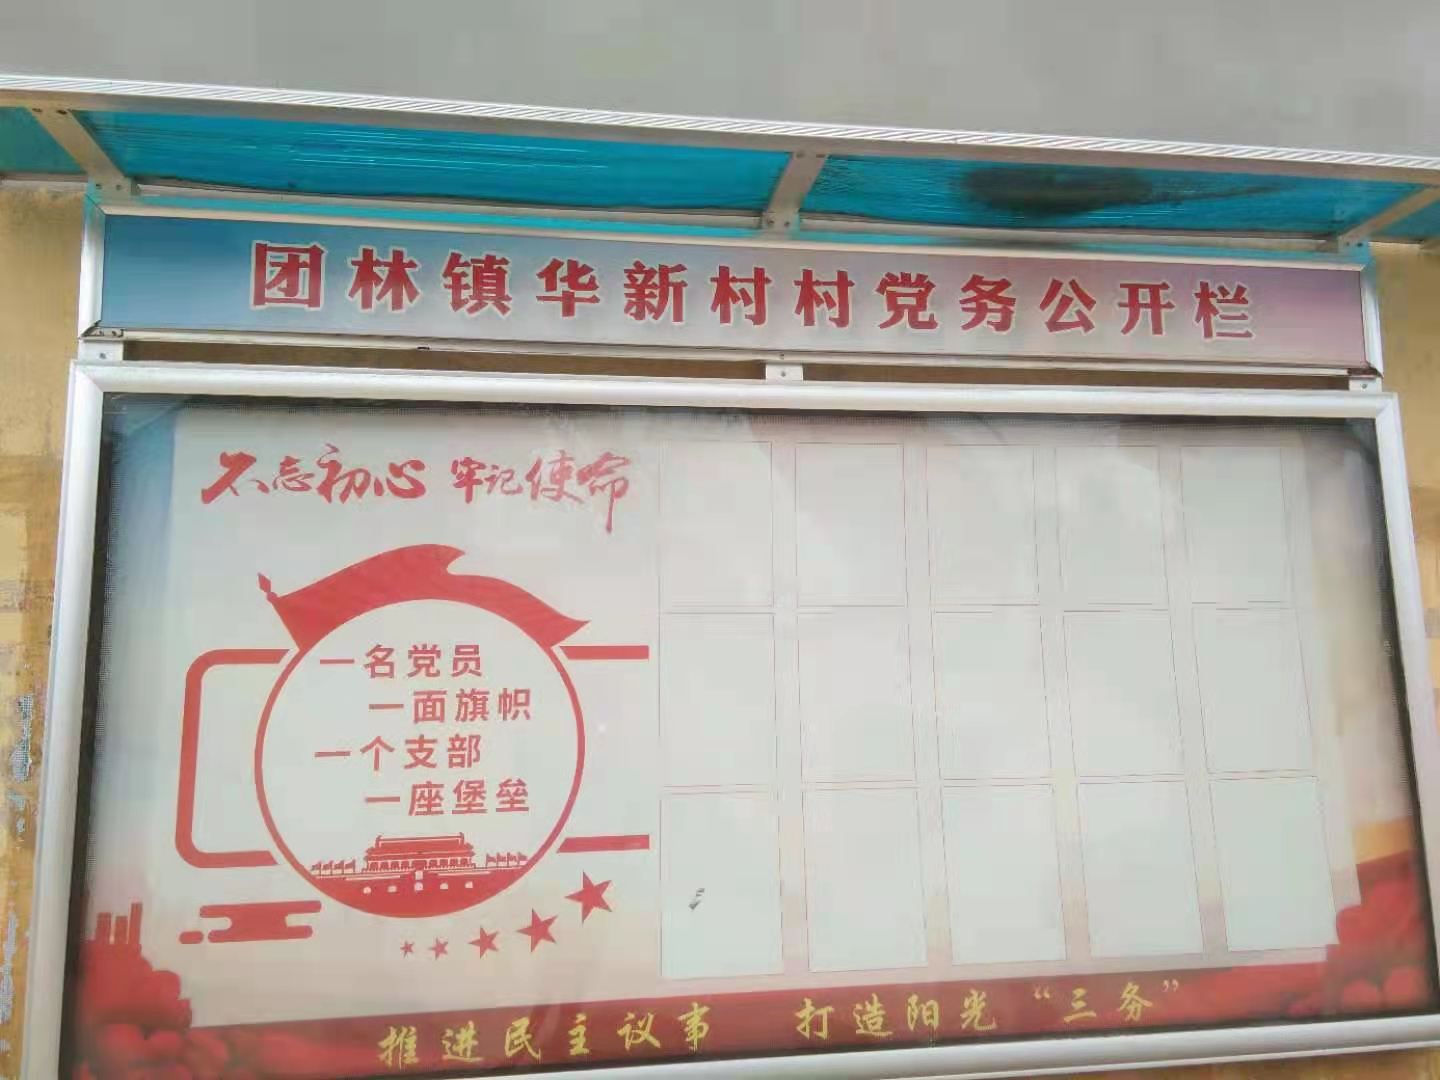 团林镇华新村村党务公开栏
不忘初心 牢记使命
一名党员
一面旗帜
一个支部
一座堡垒
推进民主议事 打造阳光“三务”